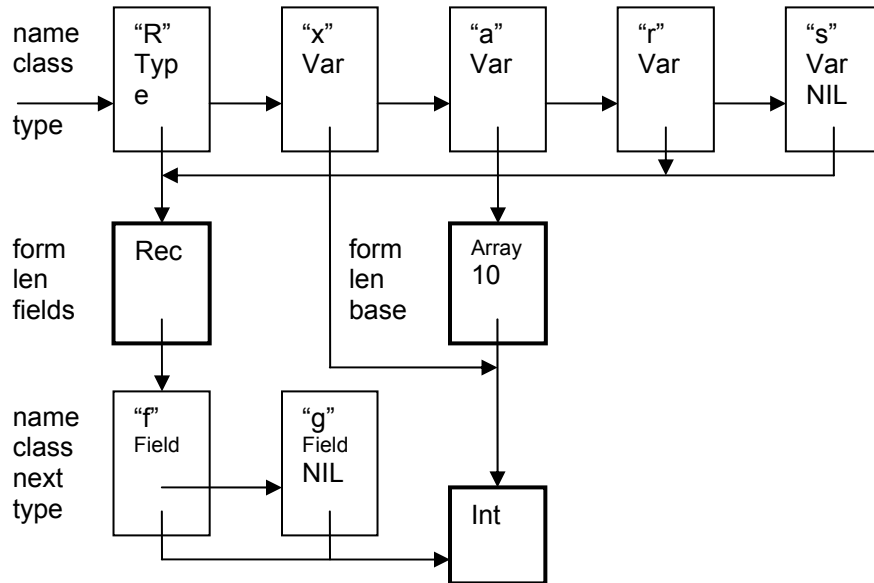 name
class
type
“R”
Typ
e
“x”
Var
“a”
Var
“r”
Var
“s”
Var
NIL
form
len
fields
Rec
form
len
base
Array
10
name
class
next
type
“f”
Field
“g”
Field
NIL
Int